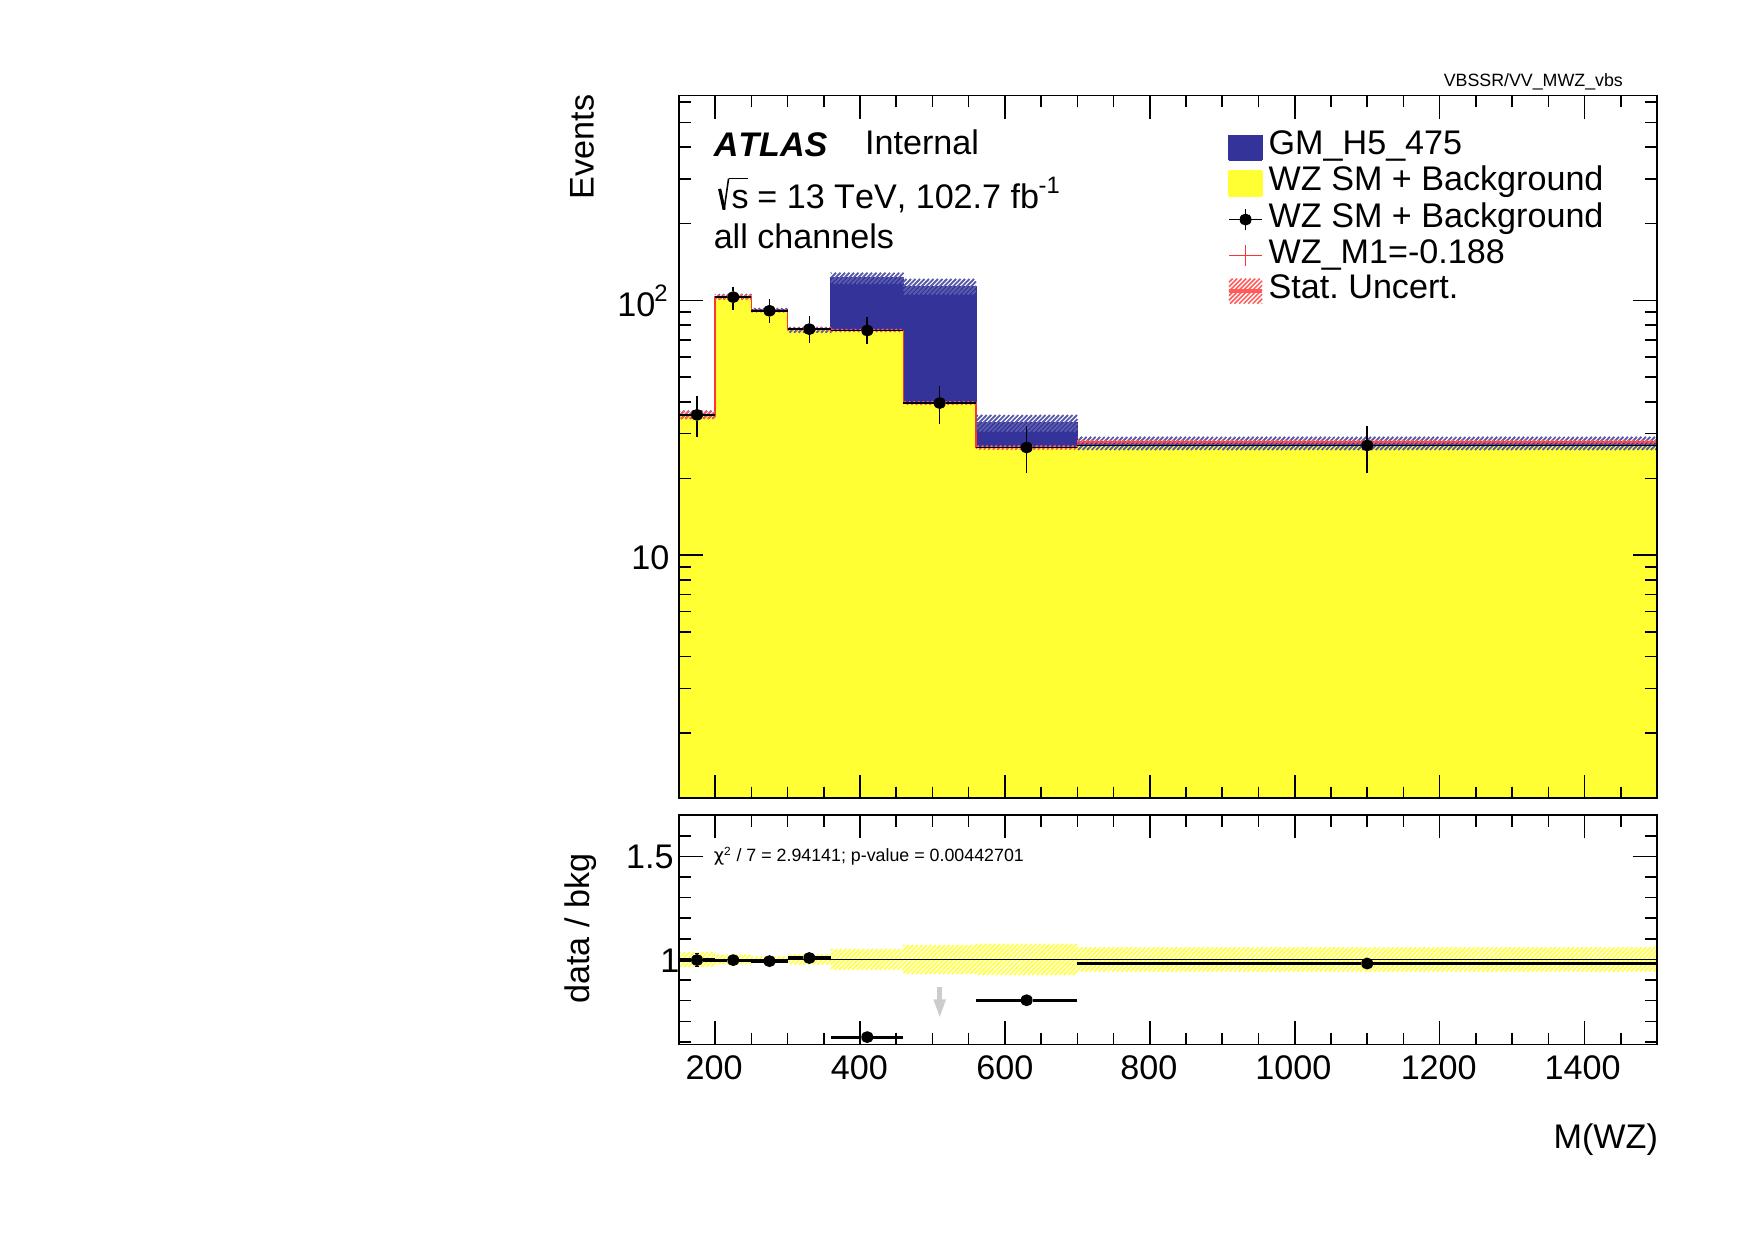 VBSSR/VV_MWZ_vbs
Events
ATLAS Internal
√s = 13 TeV, 102.7 fb⁻¹
all channels
GM_H5_475
WZ SM + Background
WZ SM + Background
WZ_M1=-0.188
Stat. Uncert.
10²
10
data / bkg
1.5
χ² / 7 = 2.94141; p-value = 0.00442701
1
200 400 600 800 1000 1200 1400
M(WZ)